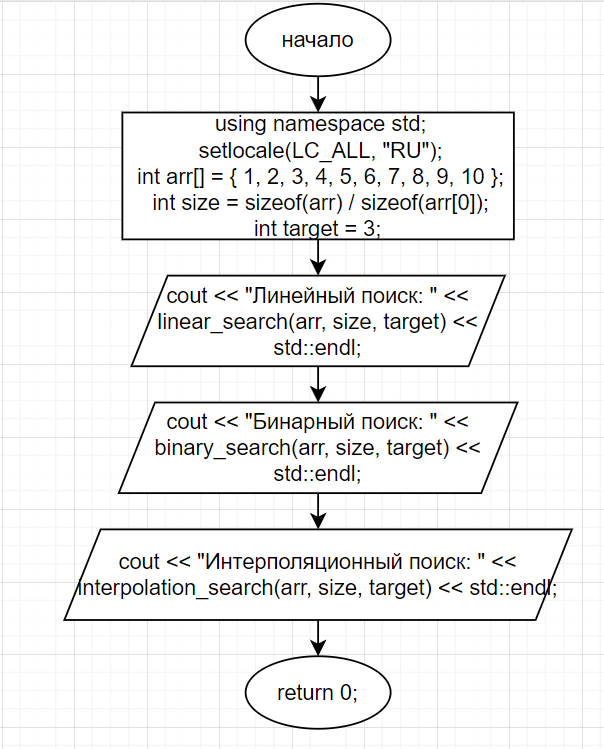 начало
using namespace std;
setlocale(LC_ALL, "RU");
int arr[] = { 1, 2, 3, 4, 5, 6, 7, 8, 9, 10 };
int size = sizeof(arr) / sizeof(arr[0]);
int target = 3;
cout << "Линейный поиск: " <<
linear_search(arr, size, target) <<
std::endl;
cout << "Бинарный поиск: " <<
binary_search(arr, size, target) <<
std::endl;
cout << "Интерполяционный поиск: " <<
interpolation_search(arr, size, target) << std::endl;
return 0;